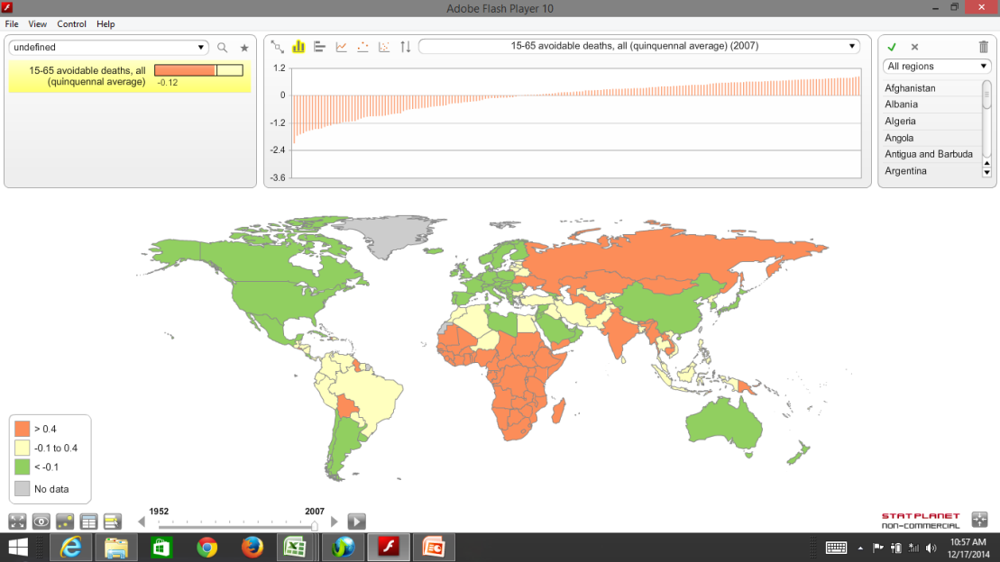 Adobe Flash Player 10
File View Control Help
undefined
15-65 avoidable deaths, all
(quinquennal average)
-0.12
15-65 avoidable deaths, all (quinquennal average) (2007)
1.2
0
-1.2
-2.4
-3.6
All regions
Afghanistan
Albania
Algeria
Angola
Antigua and Barbuda
Argentina
> 0.4
-0.1 to 0.4
< -0.1
No data
1952
2007
STATPLANET
NON-COMMERCIAL
10:57 AM
12/17/2014